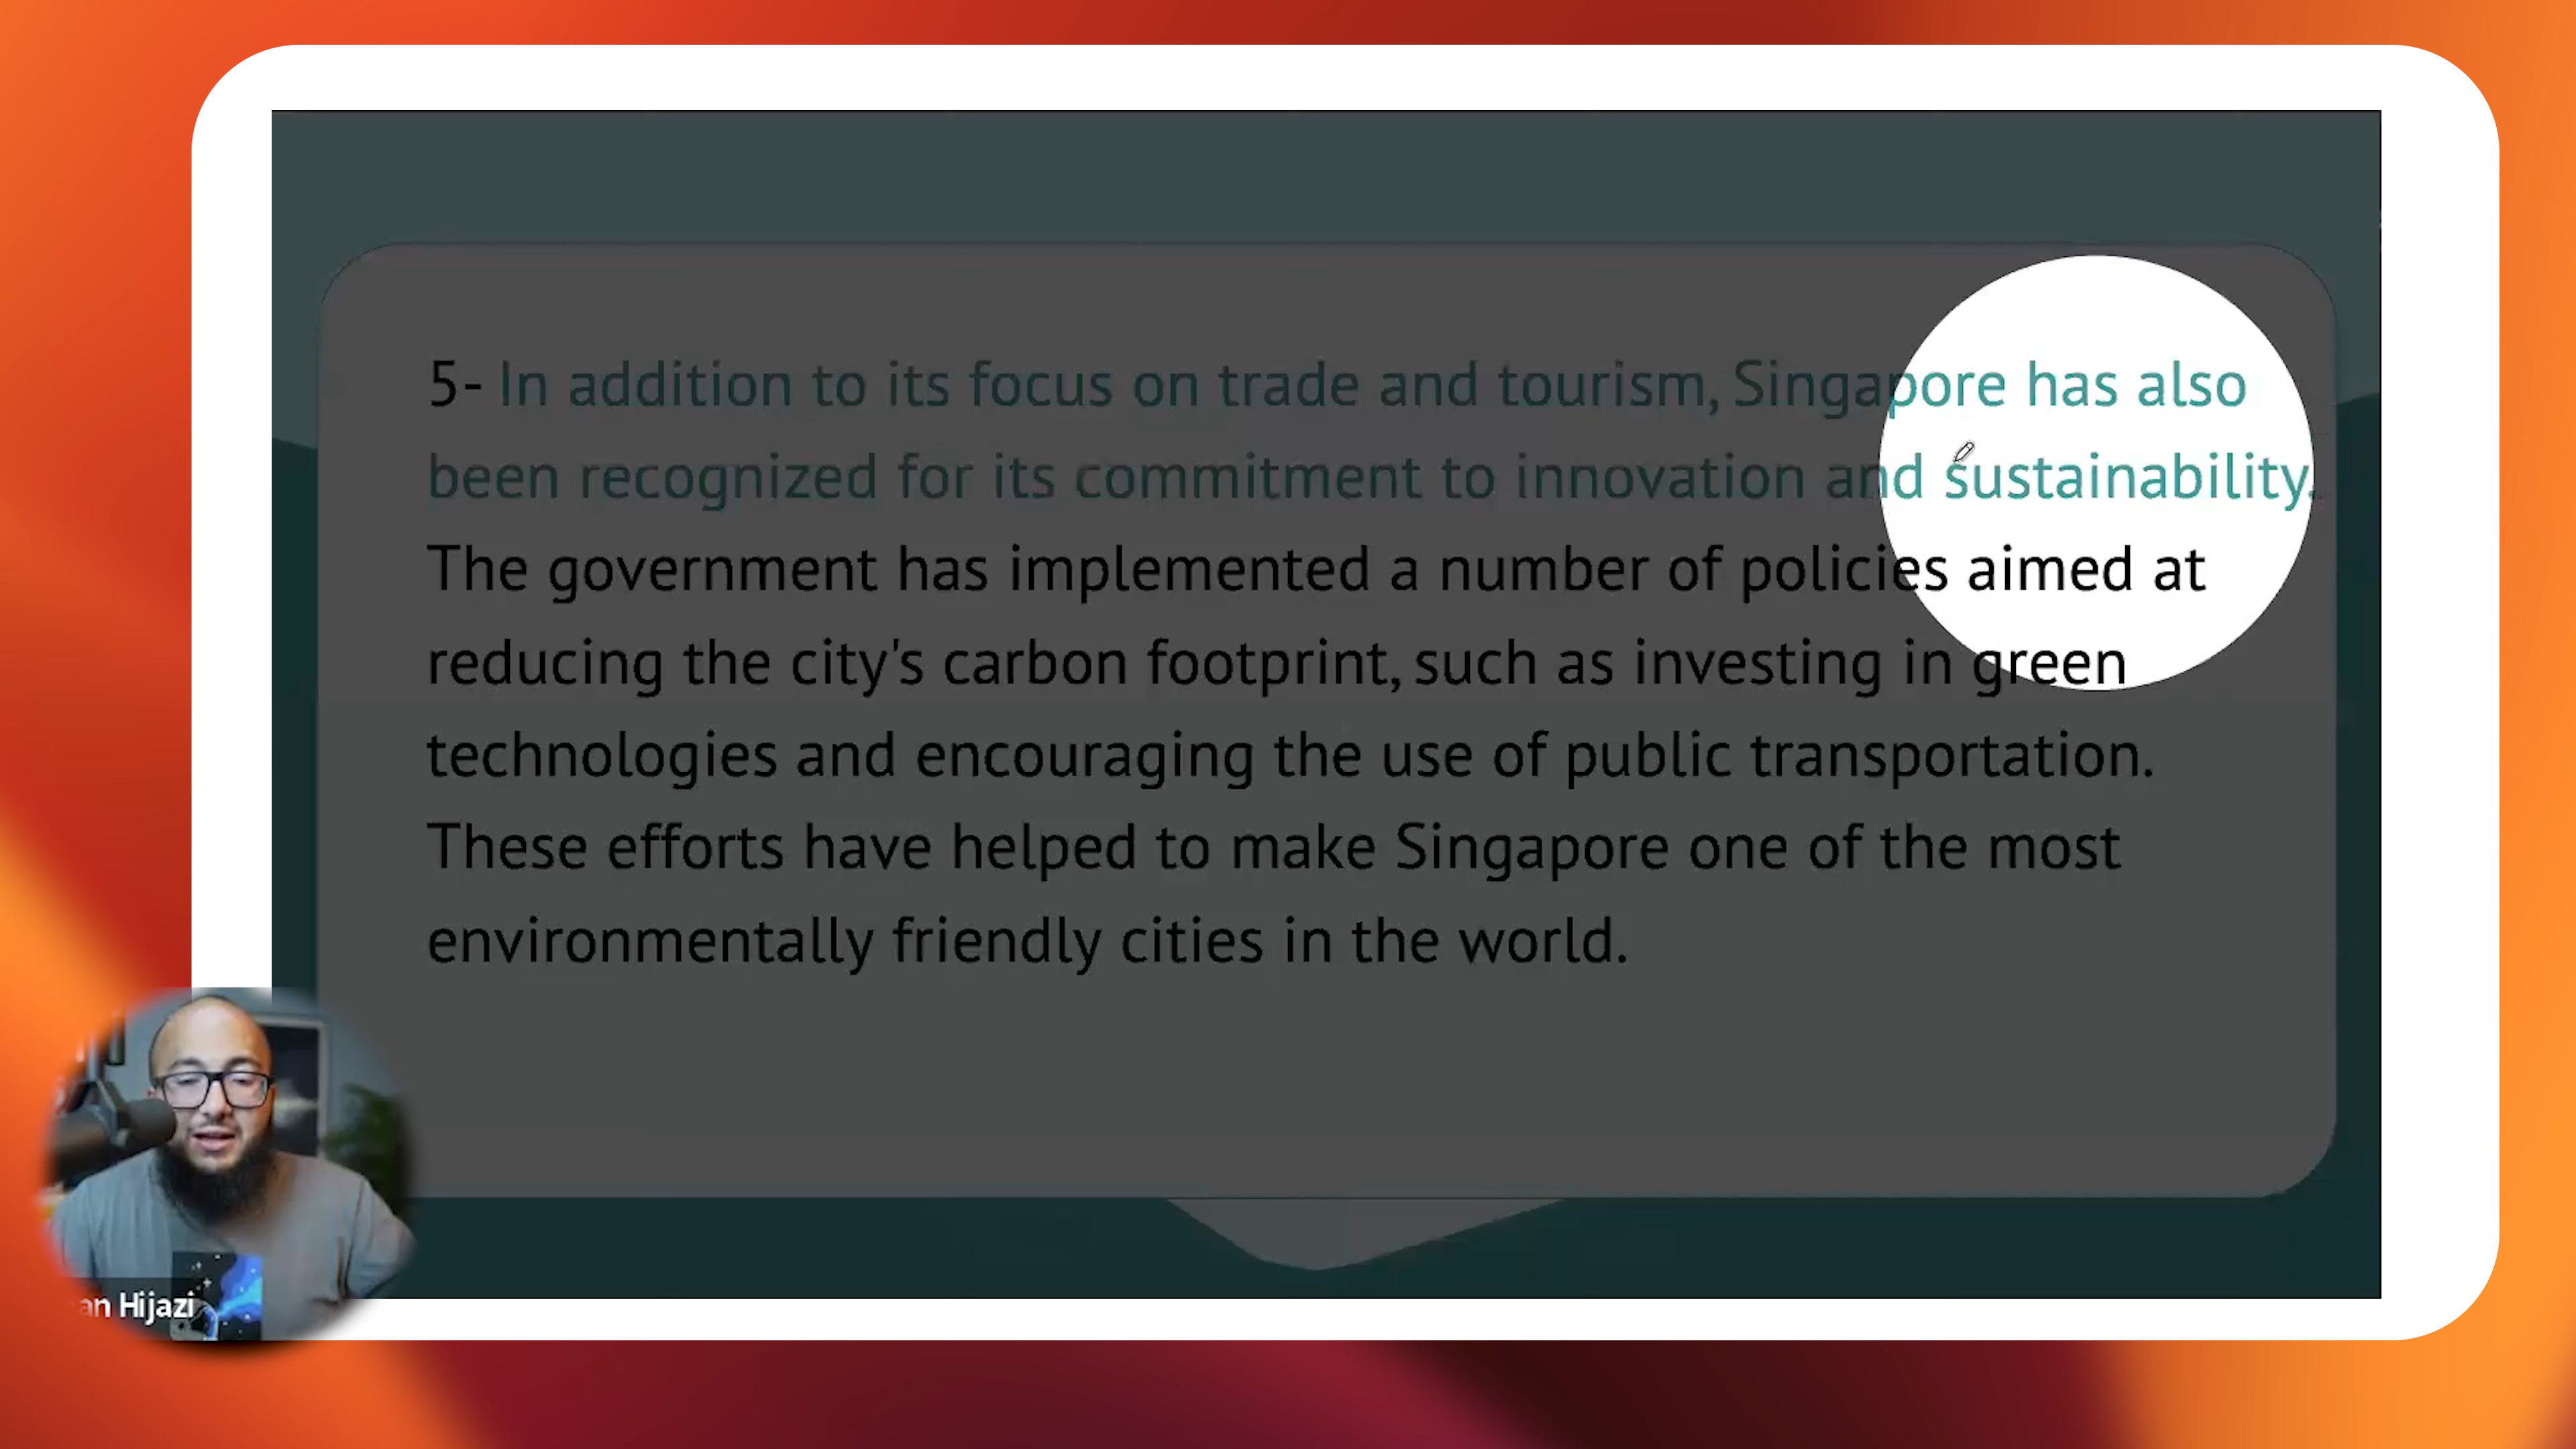 5- In addition to its focus on trade and tourism, Singapore has also
been recognized for its commitment to innovation and sustainability.
The government has implemented a number of policies aimed at
reducing the city's carbon footprint, such as investing in green
technologies and encouraging the use of public transportation.
These efforts have helped to make Singapore one of the most
environmentally friendly cities in the world.
an Hijazi